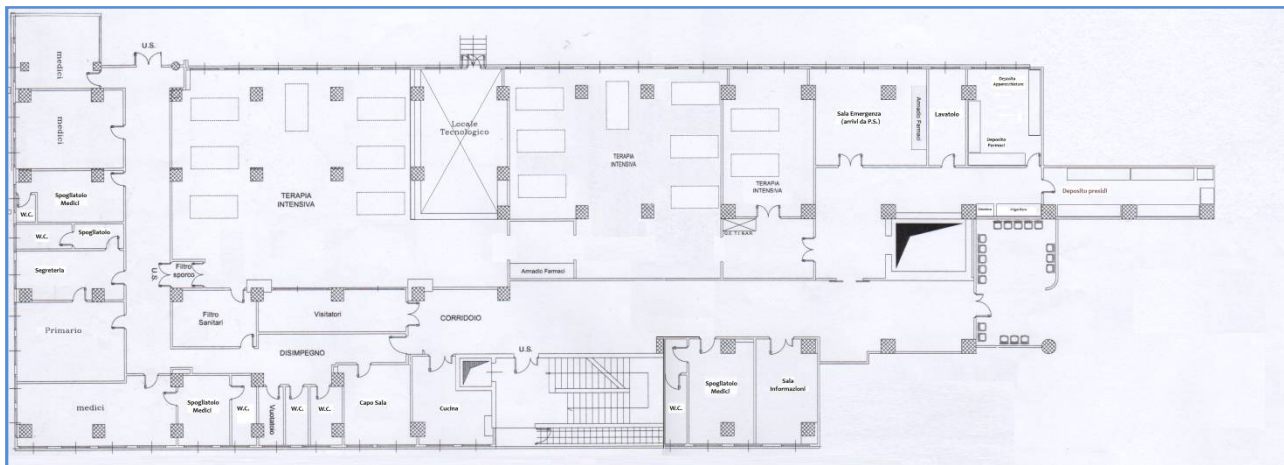 U.S.
medici
medici
Spogliatoio
Medici
W.C.
W.C.
Spogliatoio
Segreteria
Primario
medici
U.S.
Filtro
sporco
Filtro
Sanitari
TERAPIA
INTENSIVA
Locale
Tecnologico
TERAPIA
INTENSIVA
TERAPIA
INTENSIVA
Armadio Farmaci
Sala Emergenza
(arrivi da P.S.)
Armadio Farmaci
Lavatoio
Deposito
Apparecchiature
Deposito
Farmaci
Deposito presidi
Visitatori
CORRIDOIO
DISIMPEGNO
U.S.
Spogliatoio
Medici
W.C.
W.C.
W.C.
Capo Sala
Cucina
W.C.
Spogliatoio
Medici
Sala
Informazioni